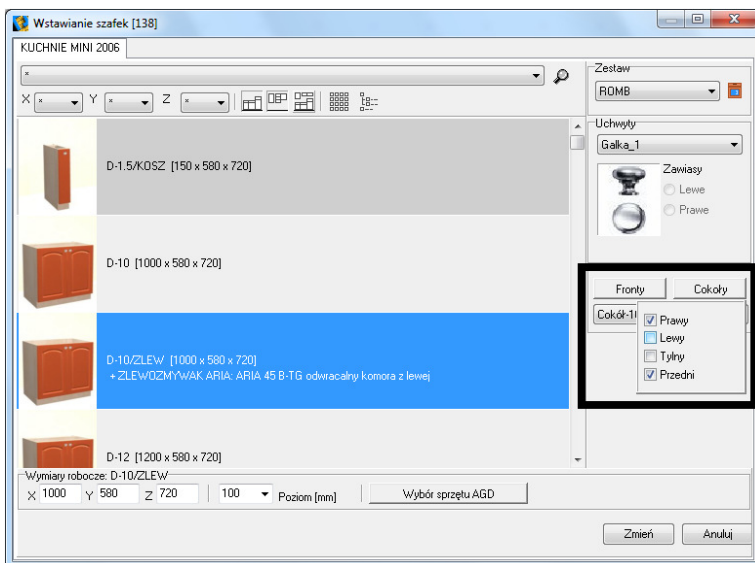 Wstawianie szafek [138]
KUCHNIE MINI 2006
*
X * Y * Z *
D-1.5/KOSZ [150 x 580 x 720]
D-10 [1000 x 580 x 720]
D-10/ZLEW [1000 x 580 x 720]
+ ZLEWOZMYWAK ARIA: ARIA 45 B-TG odwracalny komora z lewej
D-12 [1200 x 580 x 720]
Zestaw
ROMB
Uchwyty
Galka_1
Zawiasy
Lewe
Prawe
Fronty Cokoły
Prawy
Lewy
Tylny
Przedni
Wymiary robocze: D-10/ZLEW
X 1000 Y 580 Z 720 100 Poziom [mm] Wybór sprzętu AGD
Zmień Anuluj